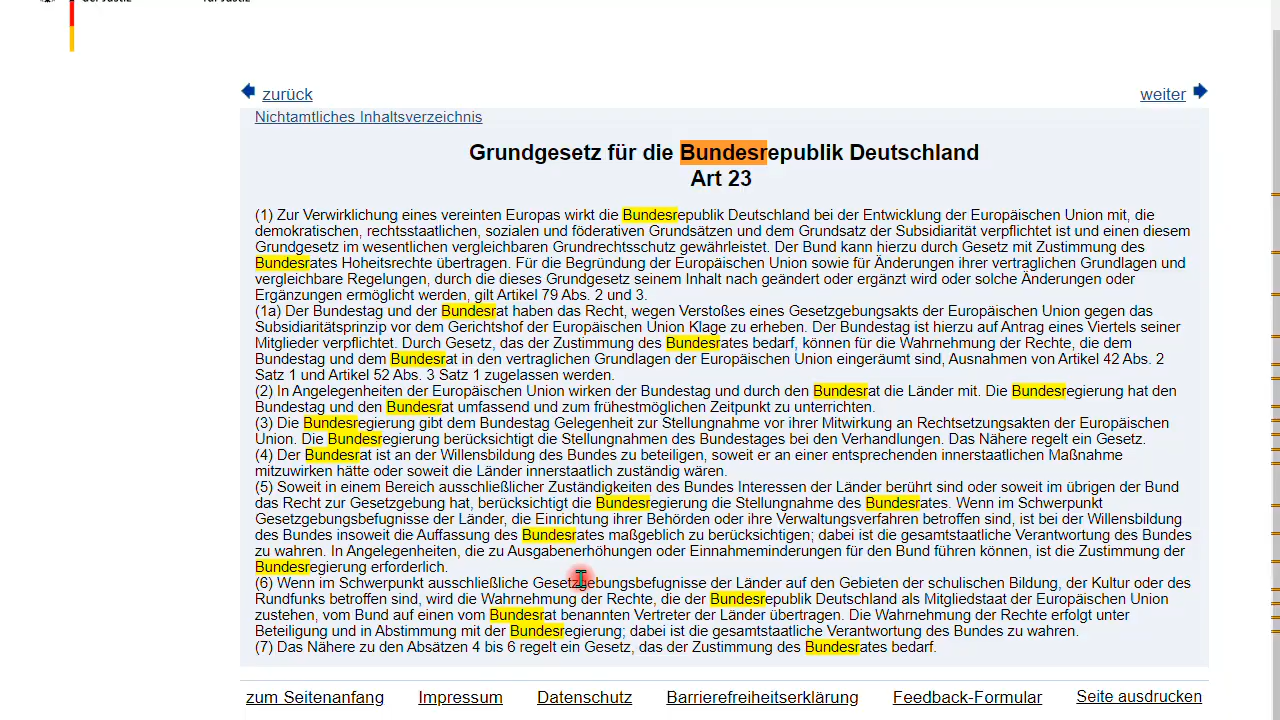 zurück
weiter
Nichtamtliches Inhaltsverzeichnis
Grundgesetz für die Bundesrepublik Deutschland
Art 23
(1) Zur Verwirklichung eines vereinten Europas wirkt die Bundesrepublik Deutschland bei der Entwicklung der Europäischen Union mit, die
demokratischen, rechtsstaatlichen, sozialen und föderativen Grundsätzen und dem Grundsatz der Subsidiarität verpflichtet ist und einen diesem
Grundgesetz im wesentlichen vergleichbaren Grundrechtsschutz gewährleistet. Der Bund kann hierzu durch Gesetz mit Zustimmung des
Bundesrates Hoheitsrechte übertragen. Für die Begründung der Europäischen Union sowie für Änderungen ihrer vertraglichen Grundlagen und
vergleichbare Regelungen, durch die dieses Grundgesetz seinem Inhalt nach geändert oder ergänzt wird oder solche Änderungen oder
Ergänzungen ermöglicht werden, gilt Artikel 79 Abs. 2 und 3.
(1a) Der Bundestag und der Bundesrat haben das Recht, wegen Verstoßes eines Gesetzgebungsakts der Europäischen Union gegen das
Subsidiaritätsprinzip vor dem Gerichtshof der Europäischen Union Klage zu erheben. Der Bundestag ist hierzu auf Antrag eines Viertels seiner
Mitglieder verpflichtet. Durch Gesetz, das der Zustimmung des Bundesrates bedarf, können für die Wahrnehmung der Rechte, die dem
Bundestag und dem Bundesrat in den vertraglichen Grundlagen der Europäischen Union eingeräumt sind, Ausnahmen von Artikel 42 Abs. 2
Satz 1 und Artikel 52 Abs. 3 Satz 1 zugelassen werden.
(2) In Angelegenheiten der Europäischen Union wirken der Bundestag und durch den Bundesrat die Länder mit. Die Bundesregierung hat den
Bundestag und den Bundesrat umfassend und zum frühestmöglichen Zeitpunkt zu unterrichten.
(3) Die Bundesregierung gibt dem Bundestag Gelegenheit zur Stellungnahme vor ihrer Mitwirkung an Rechtsetzungsakten der Europäischen
Union. Die Bundesregierung berücksichtigt die Stellungnahmen des Bundestages bei den Verhandlungen. Das Nähere regelt ein Gesetz.
(4) Der Bundesrat ist an der Willensbildung des Bundes zu beteiligen, soweit er an einer entsprechenden innerstaatlichen Maßnahme
mitzuwirken hätte oder soweit die Länder innerstaatlich zuständig wären.
(5) Soweit in einem Bereich ausschließlicher Zuständigkeiten des Bundes Interessen der Länder berührt sind oder soweit im übrigen der Bund
das Recht zur Gesetzgebung hat, berücksichtigt die Bundesregierung die Stellungnahme des Bundesrates. Wenn im Schwerpunkt
Gesetzgebungsbefugnisse der Länder, die Einrichtung ihrer Behörden oder ihre Verwaltungsverfahren betroffen sind, ist bei der Willensbildung
des Bundes insoweit die Auffassung des Bundesrates maßgeblich zu berücksichtigen; dabei ist die gesamtstaatliche Verantwortung des Bundes
zu wahren. In Angelegenheiten, die zu Ausgabenerhöhungen oder Einnahmeminderungen für den Bund führen können, ist die Zustimmung der
Bundesregierung erforderlich.
(6) Wenn im Schwerpunkt ausschließliche Gesetzgebungsbefugnisse der Länder auf den Gebieten der schulischen Bildung, der Kultur oder des
Rundfunks betroffen sind, wird die Wahrnehmung der Rechte, die der Bundesrepublik Deutschland als Mitgliedstaat der Europäischen Union
zustehen, vom Bund auf einen vom Bundesrat benannten Vertreter der Länder übertragen. Die Wahrnehmung der Rechte erfolgt unter
Beteiligung und in Abstimmung mit der Bundesregierung; dabei ist die gesamtstaatliche Verantwortung des Bundes zu wahren.
(7) Das Nähere zu den Absätzen 4 bis 6 regelt ein Gesetz, das der Zustimmung des Bundesrates bedarf.
zum Seitenanfang
Impressum
Datenschutz
Barrierefreiheitserklärung
Feedback-Formular
Seite ausdrucken